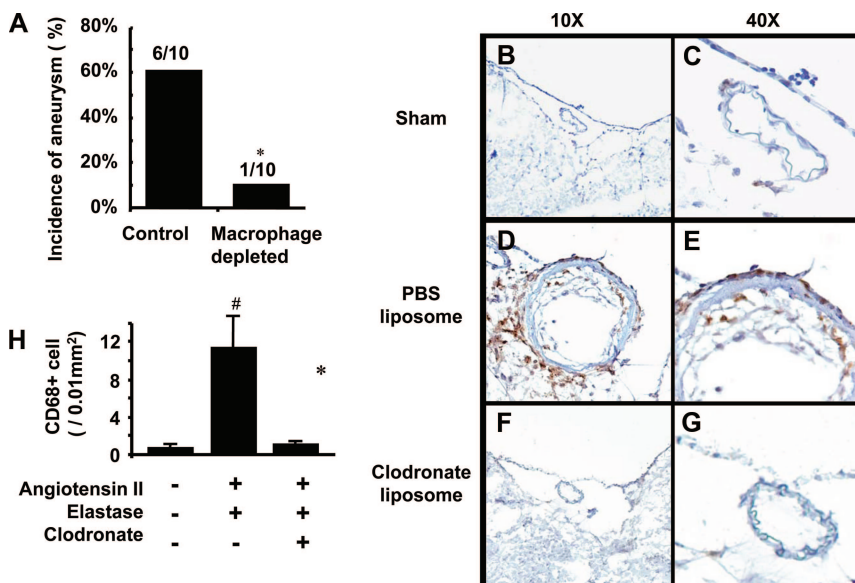 A
Incidence of aneurysm ( %)
80%
60%
40%
20%
0%
6/10
*
1/10
Control
Macrophage
depleted
H
CD68+ cell
( / 0.01mm²)
12
8
4
0
#
*
Angiotensin II - + +
Elastase - + +
Clodronate - - +
10X 40X
Sham
B C
PBS
liposome
D E
Clodronate
liposome
F G